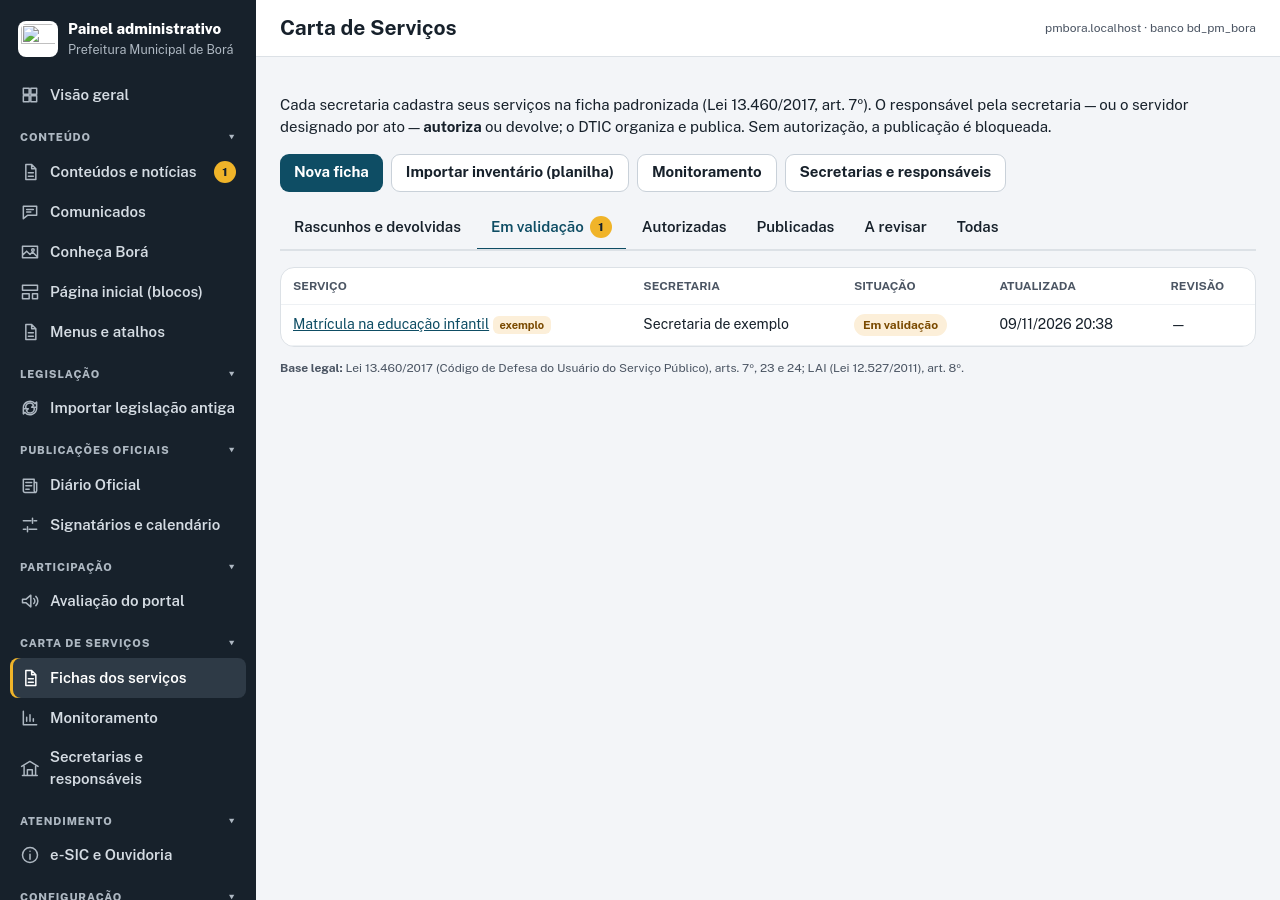 Painel administrativo
Prefeitura Municipal de Borá
Visão geral
CONTEÚDO
Conteúdos e notícias 1
Comunicados
Conheça Borá
Página inicial (blocos)
Menus e atalhos
LEGISLAÇÃO
Importar legislação antiga
PUBLICAÇÕES OFICIAIS
Diário Oficial
Signatários e calendário
PARTICIPAÇÃO
Avaliação do portal
CARTA DE SERVIÇOS
Fichas dos serviços
Monitoramento
Secretarias e
responsáveis
ATENDIMENTO
e-SIC e Ouvidoria
CONFIGURAÇÃO
Carta de Serviços
pmbora.localhost · banco bd_pm_bora
Cada secretaria cadastra seus serviços na ficha padronizada (Lei 13.460/2017, art. 7º). O responsável pela secretaria — ou o servidor
designado por ato — autoriza ou devolve; o DTIC organiza e publica. Sem autorização, a publicação é bloqueada.
Nova ficha Importar inventário (planilha) Monitoramento Secretarias e responsáveis
Rascunhos e devolvidas Em validação 1 Autorizadas Publicadas A revisar Todas
SERVIÇO SECRETARIA SITUAÇÃO ATUALIZADA REVISÃO
Matrícula na educação infantil exemplo Secretaria de exemplo Em validação 09/11/2026 20:38 —
Base legal: Lei 13.460/2017 (Código de Defesa do Usuário do Serviço Público), arts. 7º, 23 e 24; LAI (Lei 12.527/2011), art. 8º.